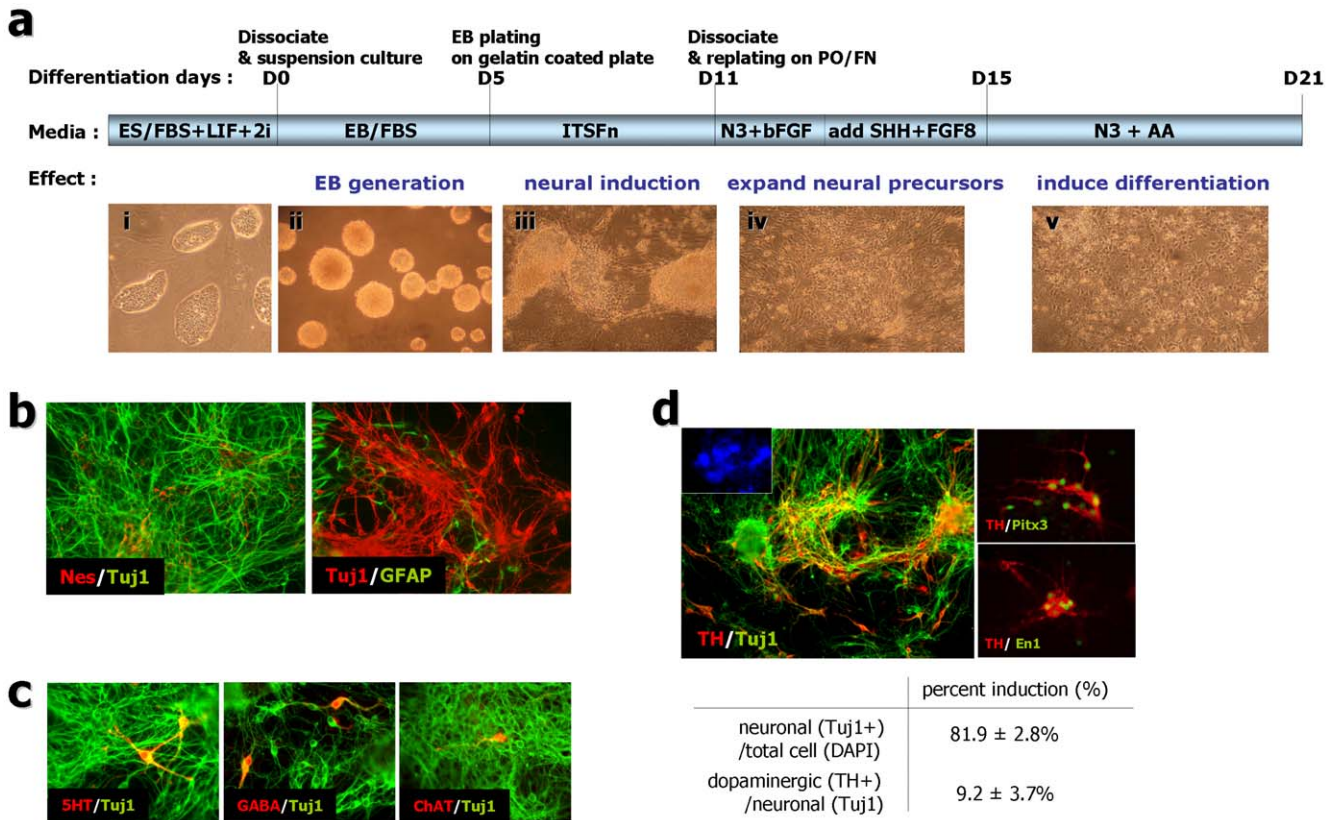 a
Dissociate
& suspension culture
EB plating
on gelatin coated plate
Dissociate
& replating on PO/FN
Differentiation days : D0 D5 D11 D15 D21
Media : ES/FBS+LIF+2i EB/FBS ITSFn N3+bFGF add SHH+FGF8 N3 + AA
Effect : EB generation neural induction expand neural precursors induce differentiation
i ii iii iv v
b
Nes/Tuj1 Tuj1/GFAP
c
5HT/Tuj1 GABA/Tuj1 ChAT/Tuj1
d
TH/Tuj1
TH/Pitx3
TH/ En1
percent induction (%)
neuronal (Tuj1+)
/total cell (DAPI)
81.9 ± 2.8%
dopaminergic (TH+)
/neuronal (Tuj1)
9.2 ± 3.7%